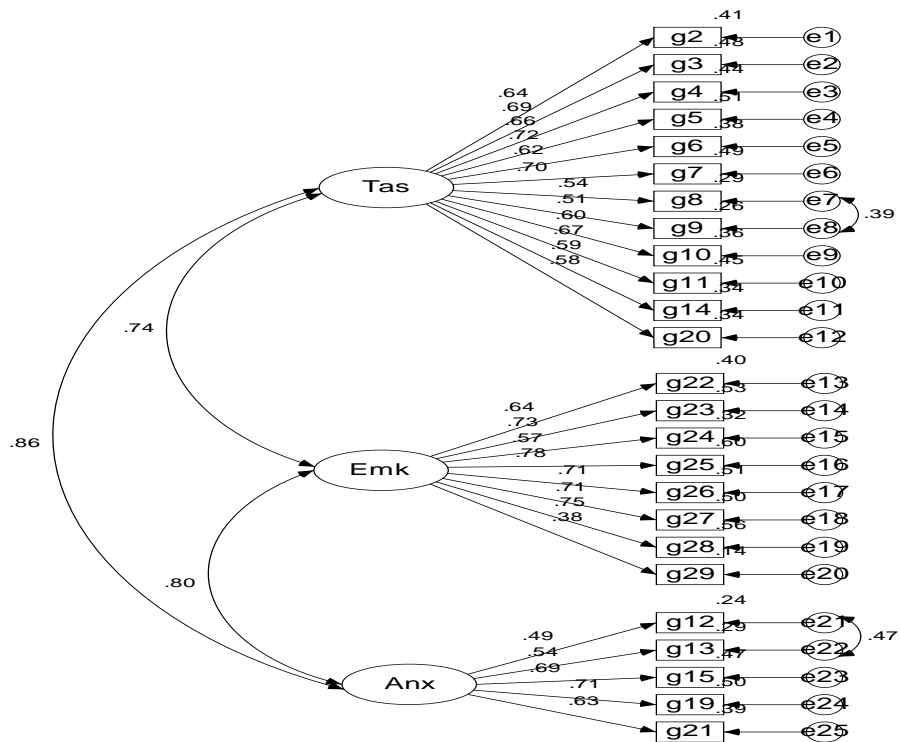 .41
g2 e1
.48
g3 e2
.44
g4 e3
.64
.51
.69
g5 e4
.66
.38
.72
g6 e5
.62
.49
.70
g7 e6
.29
Tas
.54
.51
g8 e7
.26
.39
.60
g9 e8
.36
.67
g10 e9
.59
.45
.58
g11 e10
.34
g14 e11
.34
.74
g20 e12
.40
g22 e13
.53
.64
g23 e14
.32
.73
.57
g24 e15
.86
.60
.78
Emk
g25 e16
.71
.51
.71
g26 e17
.50
.75
.38
g27 e18
.56
g28 e19
.14
g29 e20
.80
.24
g12 e21
.29
.49
.47
.54
g13 e22
.47
.69
g15 e23
Anx
.71
.50
.63
g19 e24
.39
g21 e25